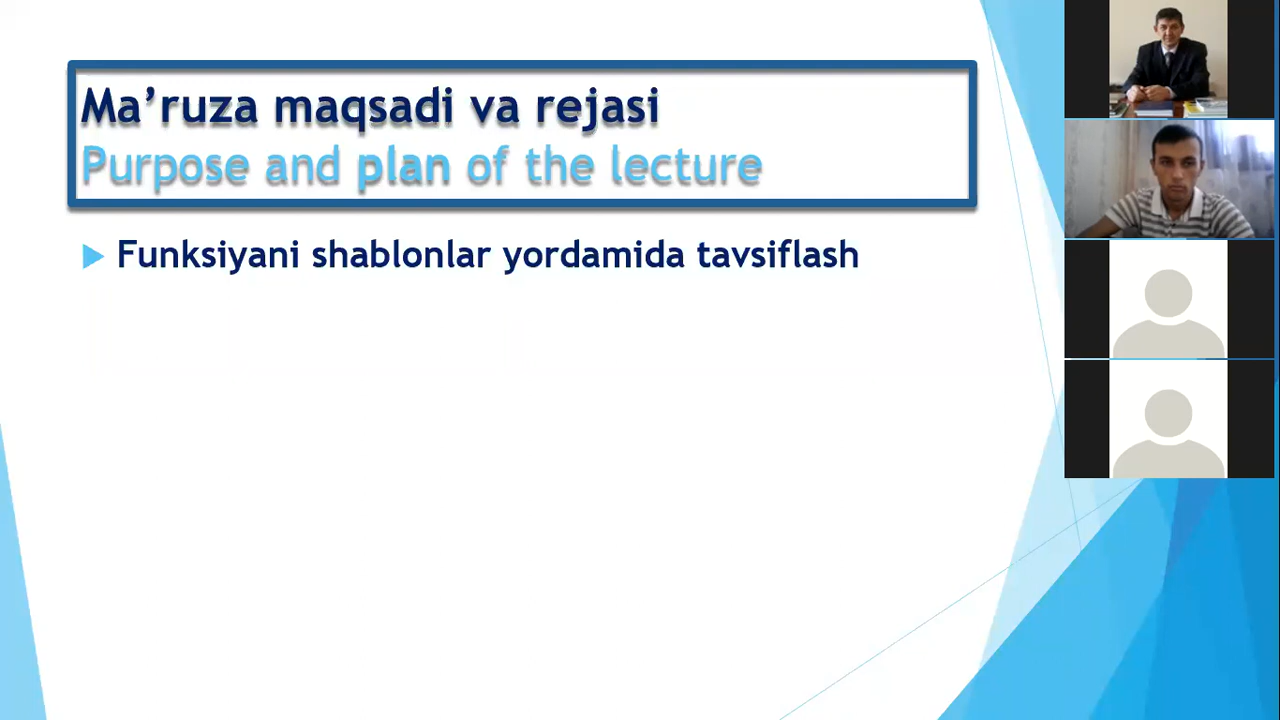 Ma’ruza maqsadi va rejasi
Purpose and plan of the lecture
Funksiyani shablonlar yordamida tavsiflash